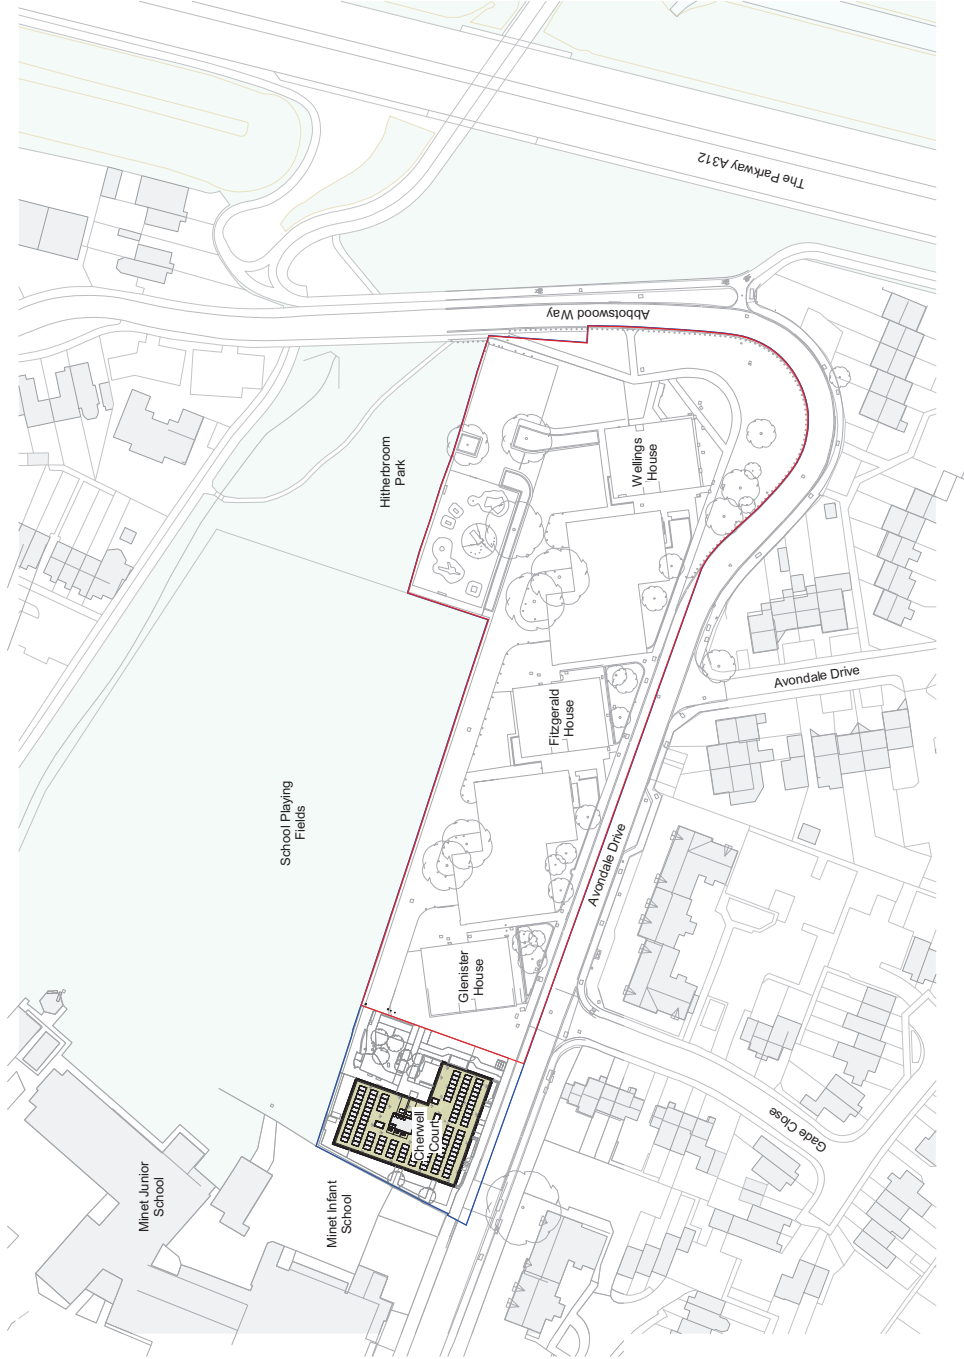 The Parkway A312
Abbotswood Way
Hitherbroom
Park
Wellings
House
School Playing
Fields
Fitzgerald
House
Avondale Drive
Avondale Drive
Glenister
House
Cherwell
Court
Gade Close
Minet Junior
School
Minet Infant
School